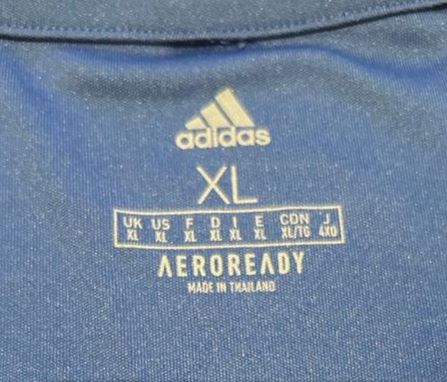 adidas
XL
UK US F D I E CDN J
XL XL XL XL XL XL XL/TG 4XO
AEROREADY
MADE IN THAILAND